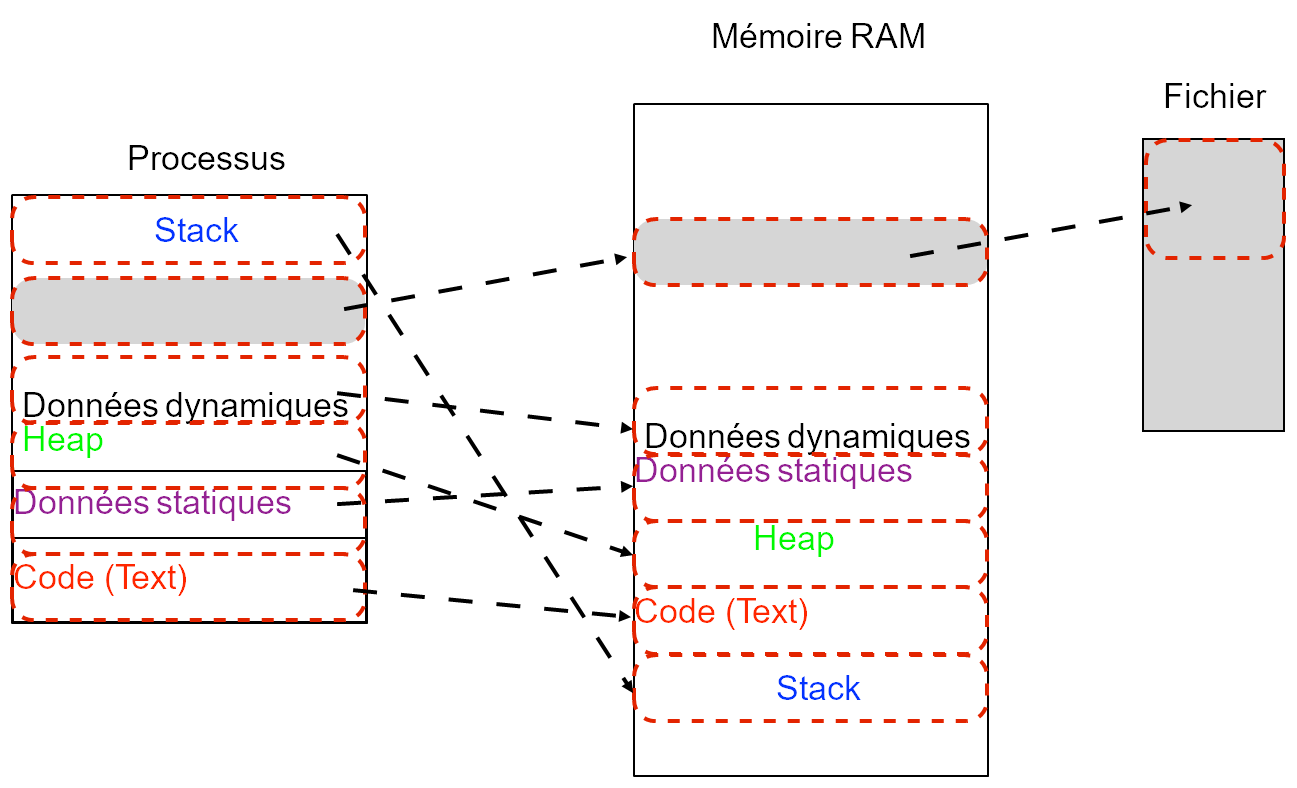 Mémoire RAM
Fichier
Processus
Stack
Données dynamiques
Heap
Données statiques
Code (Text)
Données dynamiques
Données statiques
Heap
Code (Text)
Stack